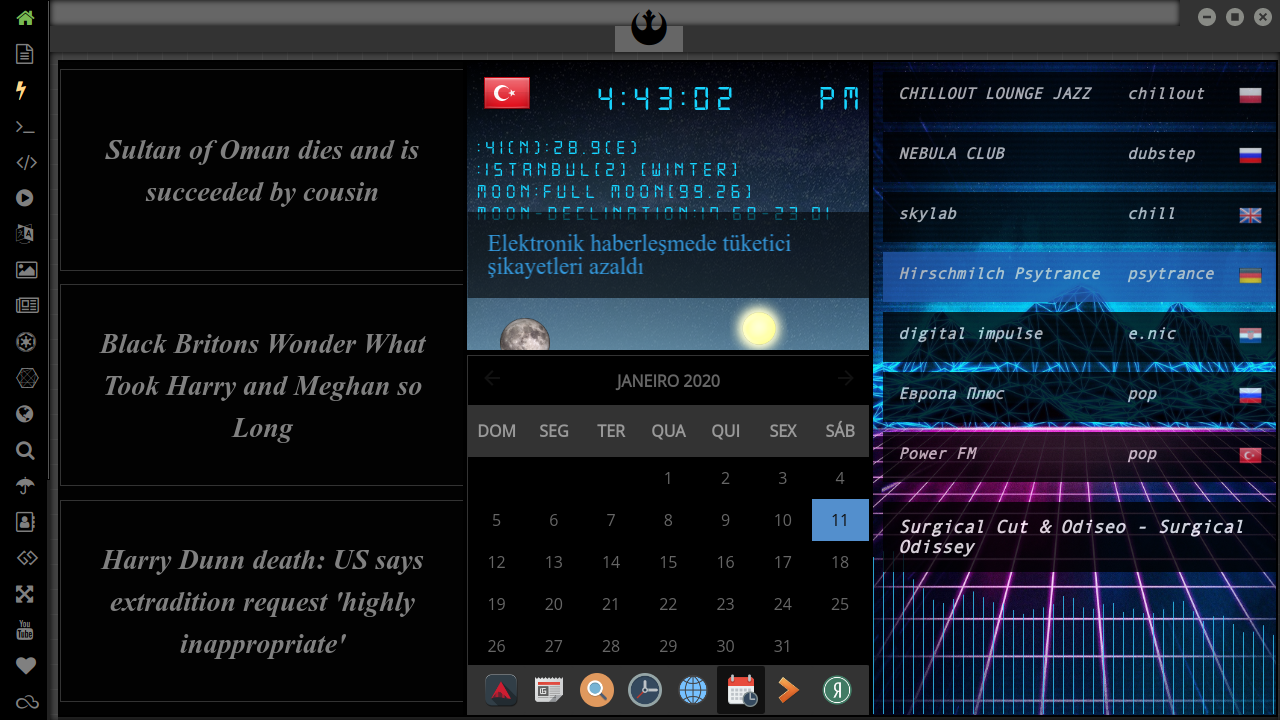 Sultan of Oman dies and is
succeeded by cousin
Black Britons Wonder What
Took Harry and Meghan so
Long
Harry Dunn death: US says
extradition request 'highly
inappropriate'
4:43:02 PM
:41(N):28.9(E)
:ISTANBUL(2) [WINTER]
MOON:FULL MOON(99.26)
MOON-DECLINATION:17.68-23.01
Elektronik haberleşmede tüketici
şikayetleri azaldı
JANEIRO 2020
DOM SEG TER QUA QUI SEX SÁB
1 2 3 4
5 6 7 8 9 10 11
12 13 14 15 16 17 18
19 20 21 22 23 24 25
26 27 28 29 30 31
CHILLOUT LOUNGE JAZZ chillout
NEBULA CLUB dubstep
skylab chill
Hirschmilch Psytrance psytrance
digital impulse e.nic
Европа Плюс pop
Power FM pop
Surgical Cut & Odiseo - Surgical
Odissey
You
Tube
Я